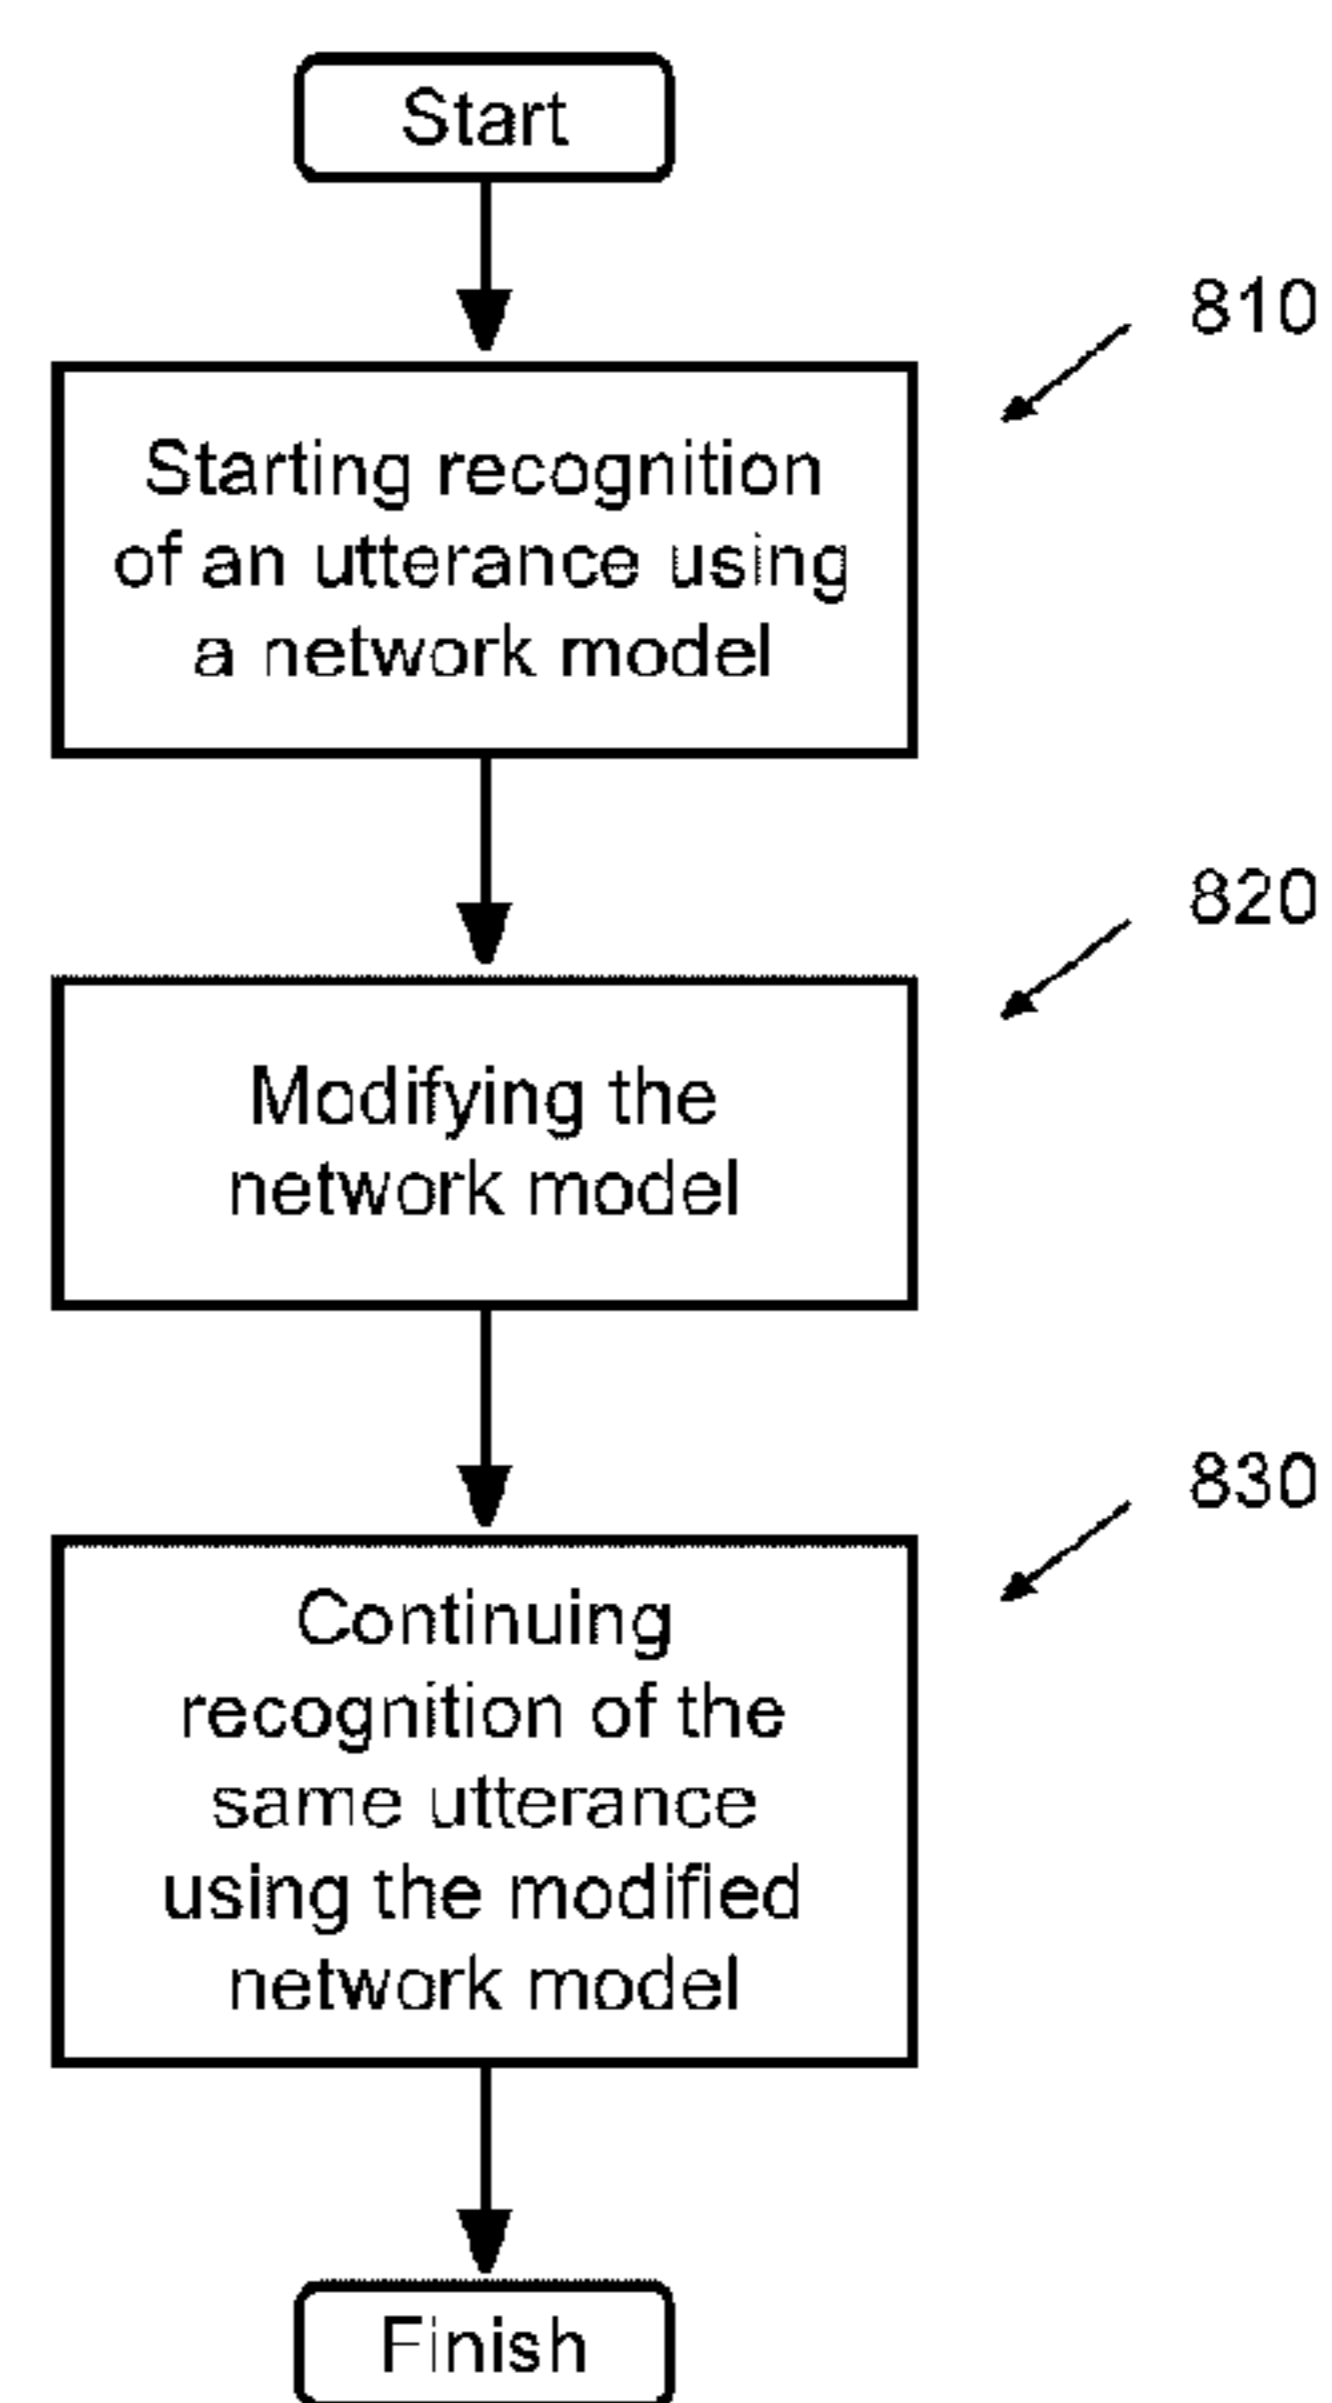 Start
810
Starting recognition
of an utterance using
a network model
820
Modifying the
network model
830
Continuing
recognition of the
same utterance
using the modified
network model
Finish